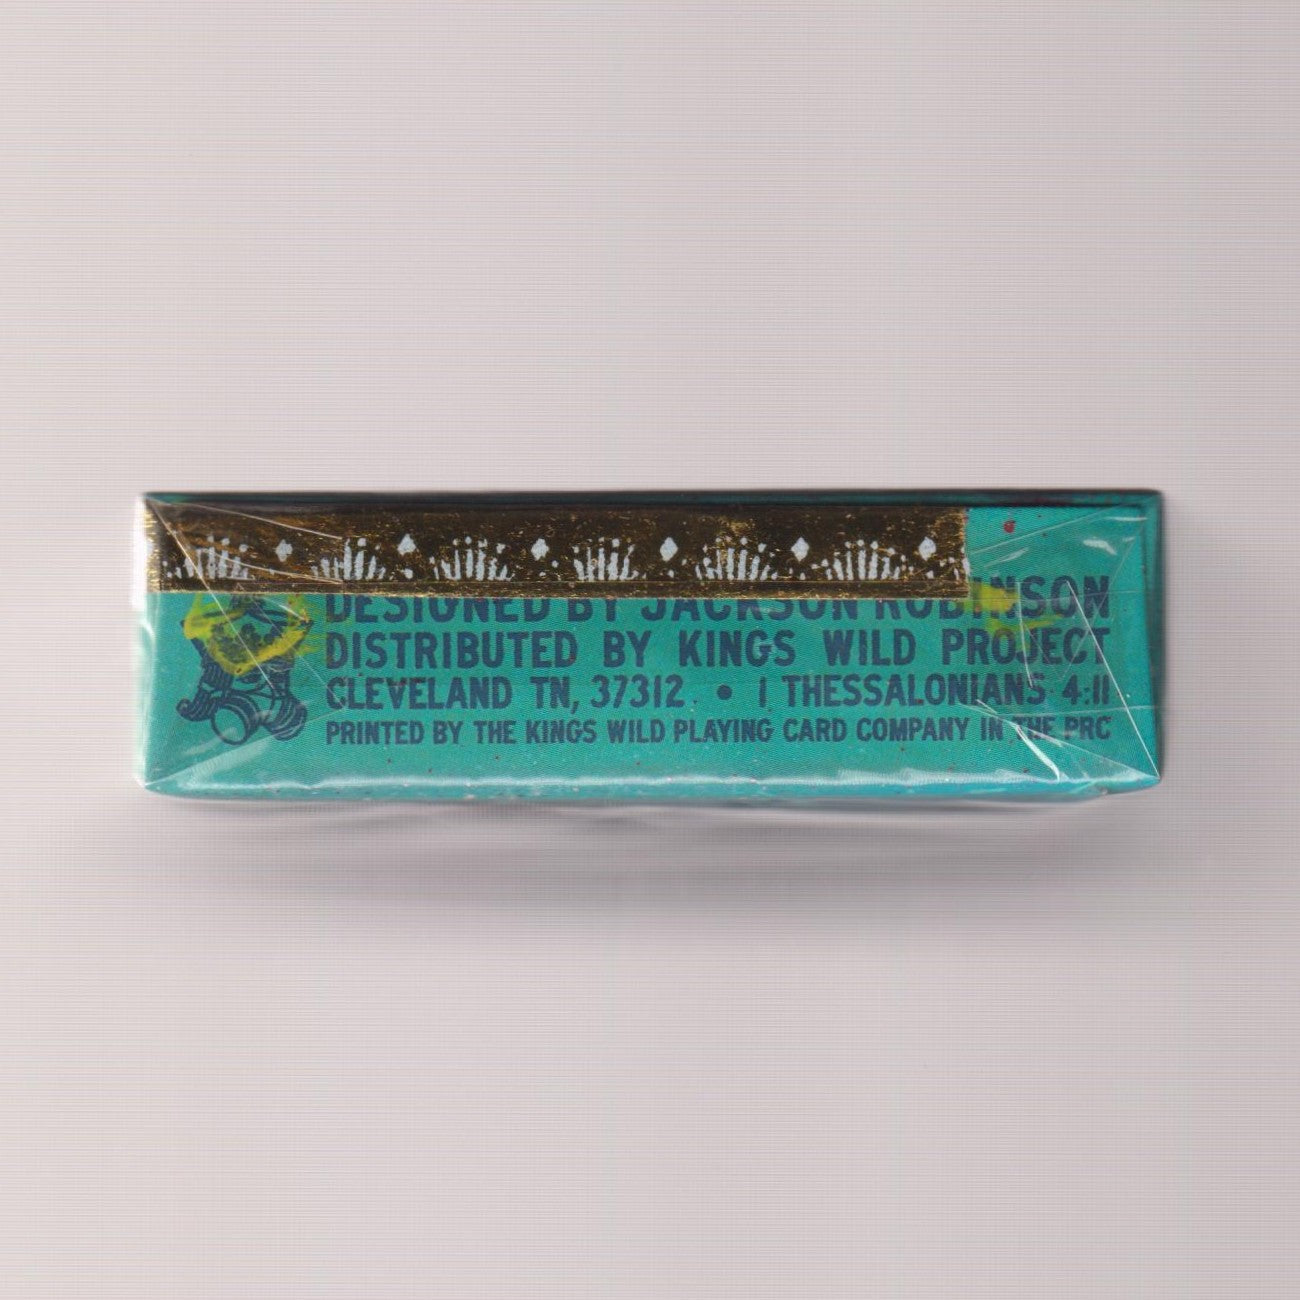 DESIGNED BY JACKSON ROBINSON
DISTRIBUTED BY KINGS WILD PROJECT
CLEVELAND TN, 37312 • 1 THESSALONIANS 4:11
PRINTED BY THE KINGS WILD PLAYING CARD COMPANY IN THE PRC